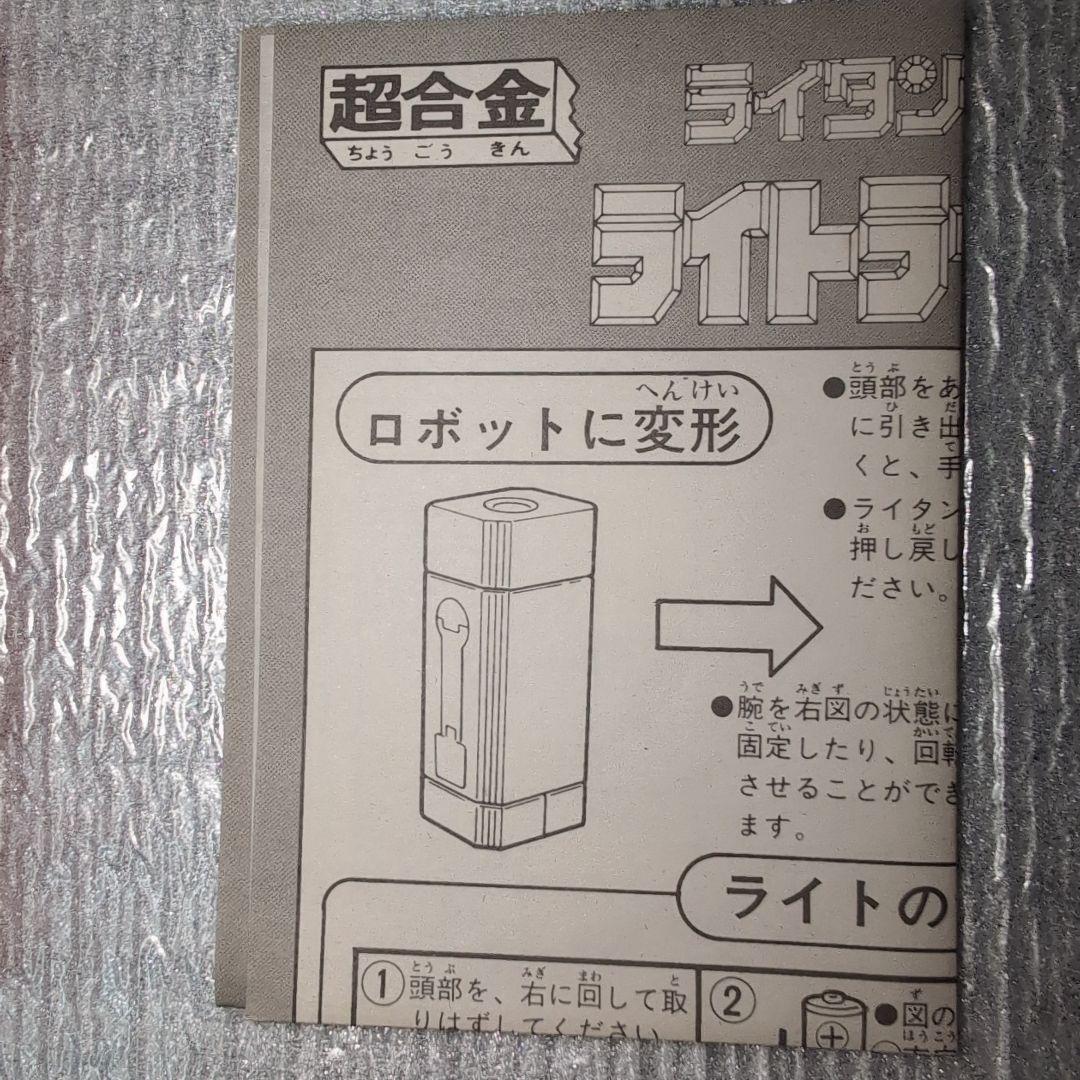 超合金
ちょうごうきん
ライタン
ライトラ
ロボットに変形
へんけい
●頭部をあ
とうぶ
に引き出
ひ だ
くと、手
て
●ライタン
押し戻し
お もど
ださい。
●腕を右図の状態に
うで みぎず じょうたい
固定したり、回転
こてい かいて
させることができ
ます。
ライトの
①頭部を、右に回して取
とうぶ みぎ まわ と
りはずしてください
②
+
●図の
ず
ほうこう